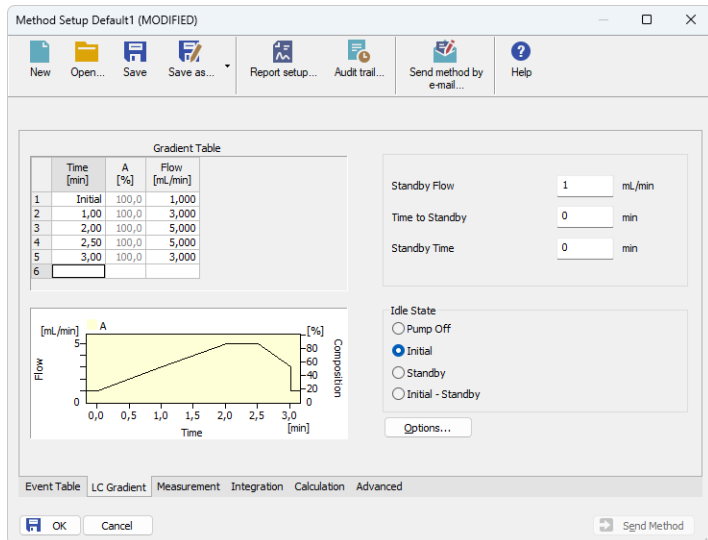 Method Setup Default1 (MODIFIED)
New Open... Save Save as... Report setup... Audit trail... Send method by e-mail... Help
Gradient Table
Time [min] A [%] Flow [mL/min]
1 Initial 100,0 1,000
2 1,00 100,0 3,000
3 2,00 100,0 5,000
4 2,50 100,0 5,000
5 3,00 100,0 3,000
6
Standby Flow 1 mL/min
Time to Standby 0 min
Standby Time 0 min
[mL/min] A [%]
5
0
Flow
80
60
40
20
0
Composition
0,0 0,5 1,0 1,5 2,0 2,5 3,0
Time [min]
Idle State
Pump Off
Initial
Standby
Initial - Standby
Options...
Event Table LC Gradient Measurement Integration Calculation Advanced
OK Cancel Send Method